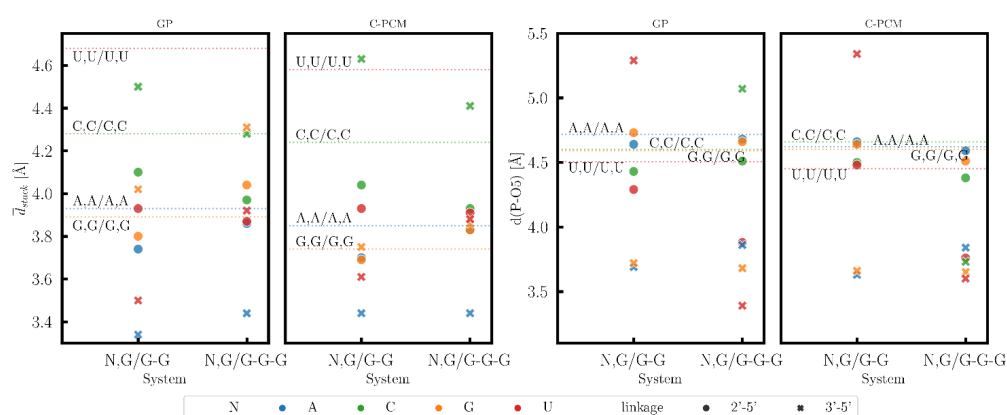 GP
C-PCM
GP
C-PCM
d̅stack [Å]
4.6
4.4
4.2
4.0
3.8
3.6
3.4
U,U/U,U
C,C/C,C
A,A/A,A
G,G/G,G
U,U/U,U
C,C/C,C
A,A/A,A
G,G/G,G
d(P-O5) [Å]
5.5
5.0
4.5
4.0
3.5
A,A/A,A
C,C/C,C
G,G/G,G
U,U/U,U
C,C/C,C
A,A/A,A
G,G/G,G
U,U/U,U
N,G/G-G
N,G/G-G-G
N,G/G-G
N,G/G-G-G
N,G/G-G
N,G/G-G-G
N,G/G-G
N,G/G-G-G
System
System
System
System
N A C G U linkage 2'-5' 3'-5'